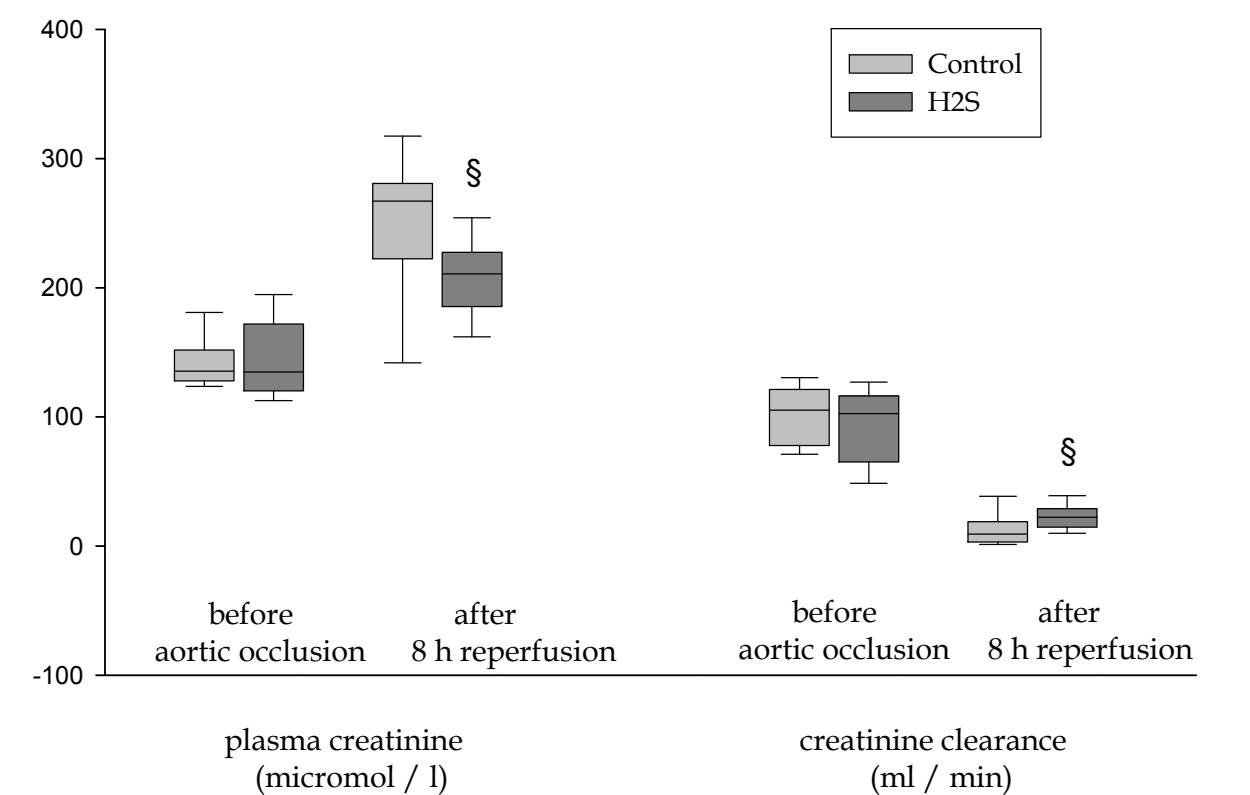 400
300
200
100
0
-100
Control
H2S
§
§
before
aortic occlusion
after
8 h reperfusion
before
aortic occlusion
after
8 h reperfusion
plasma creatinine
(micromol / l)
creatinine clearance
(ml / min)